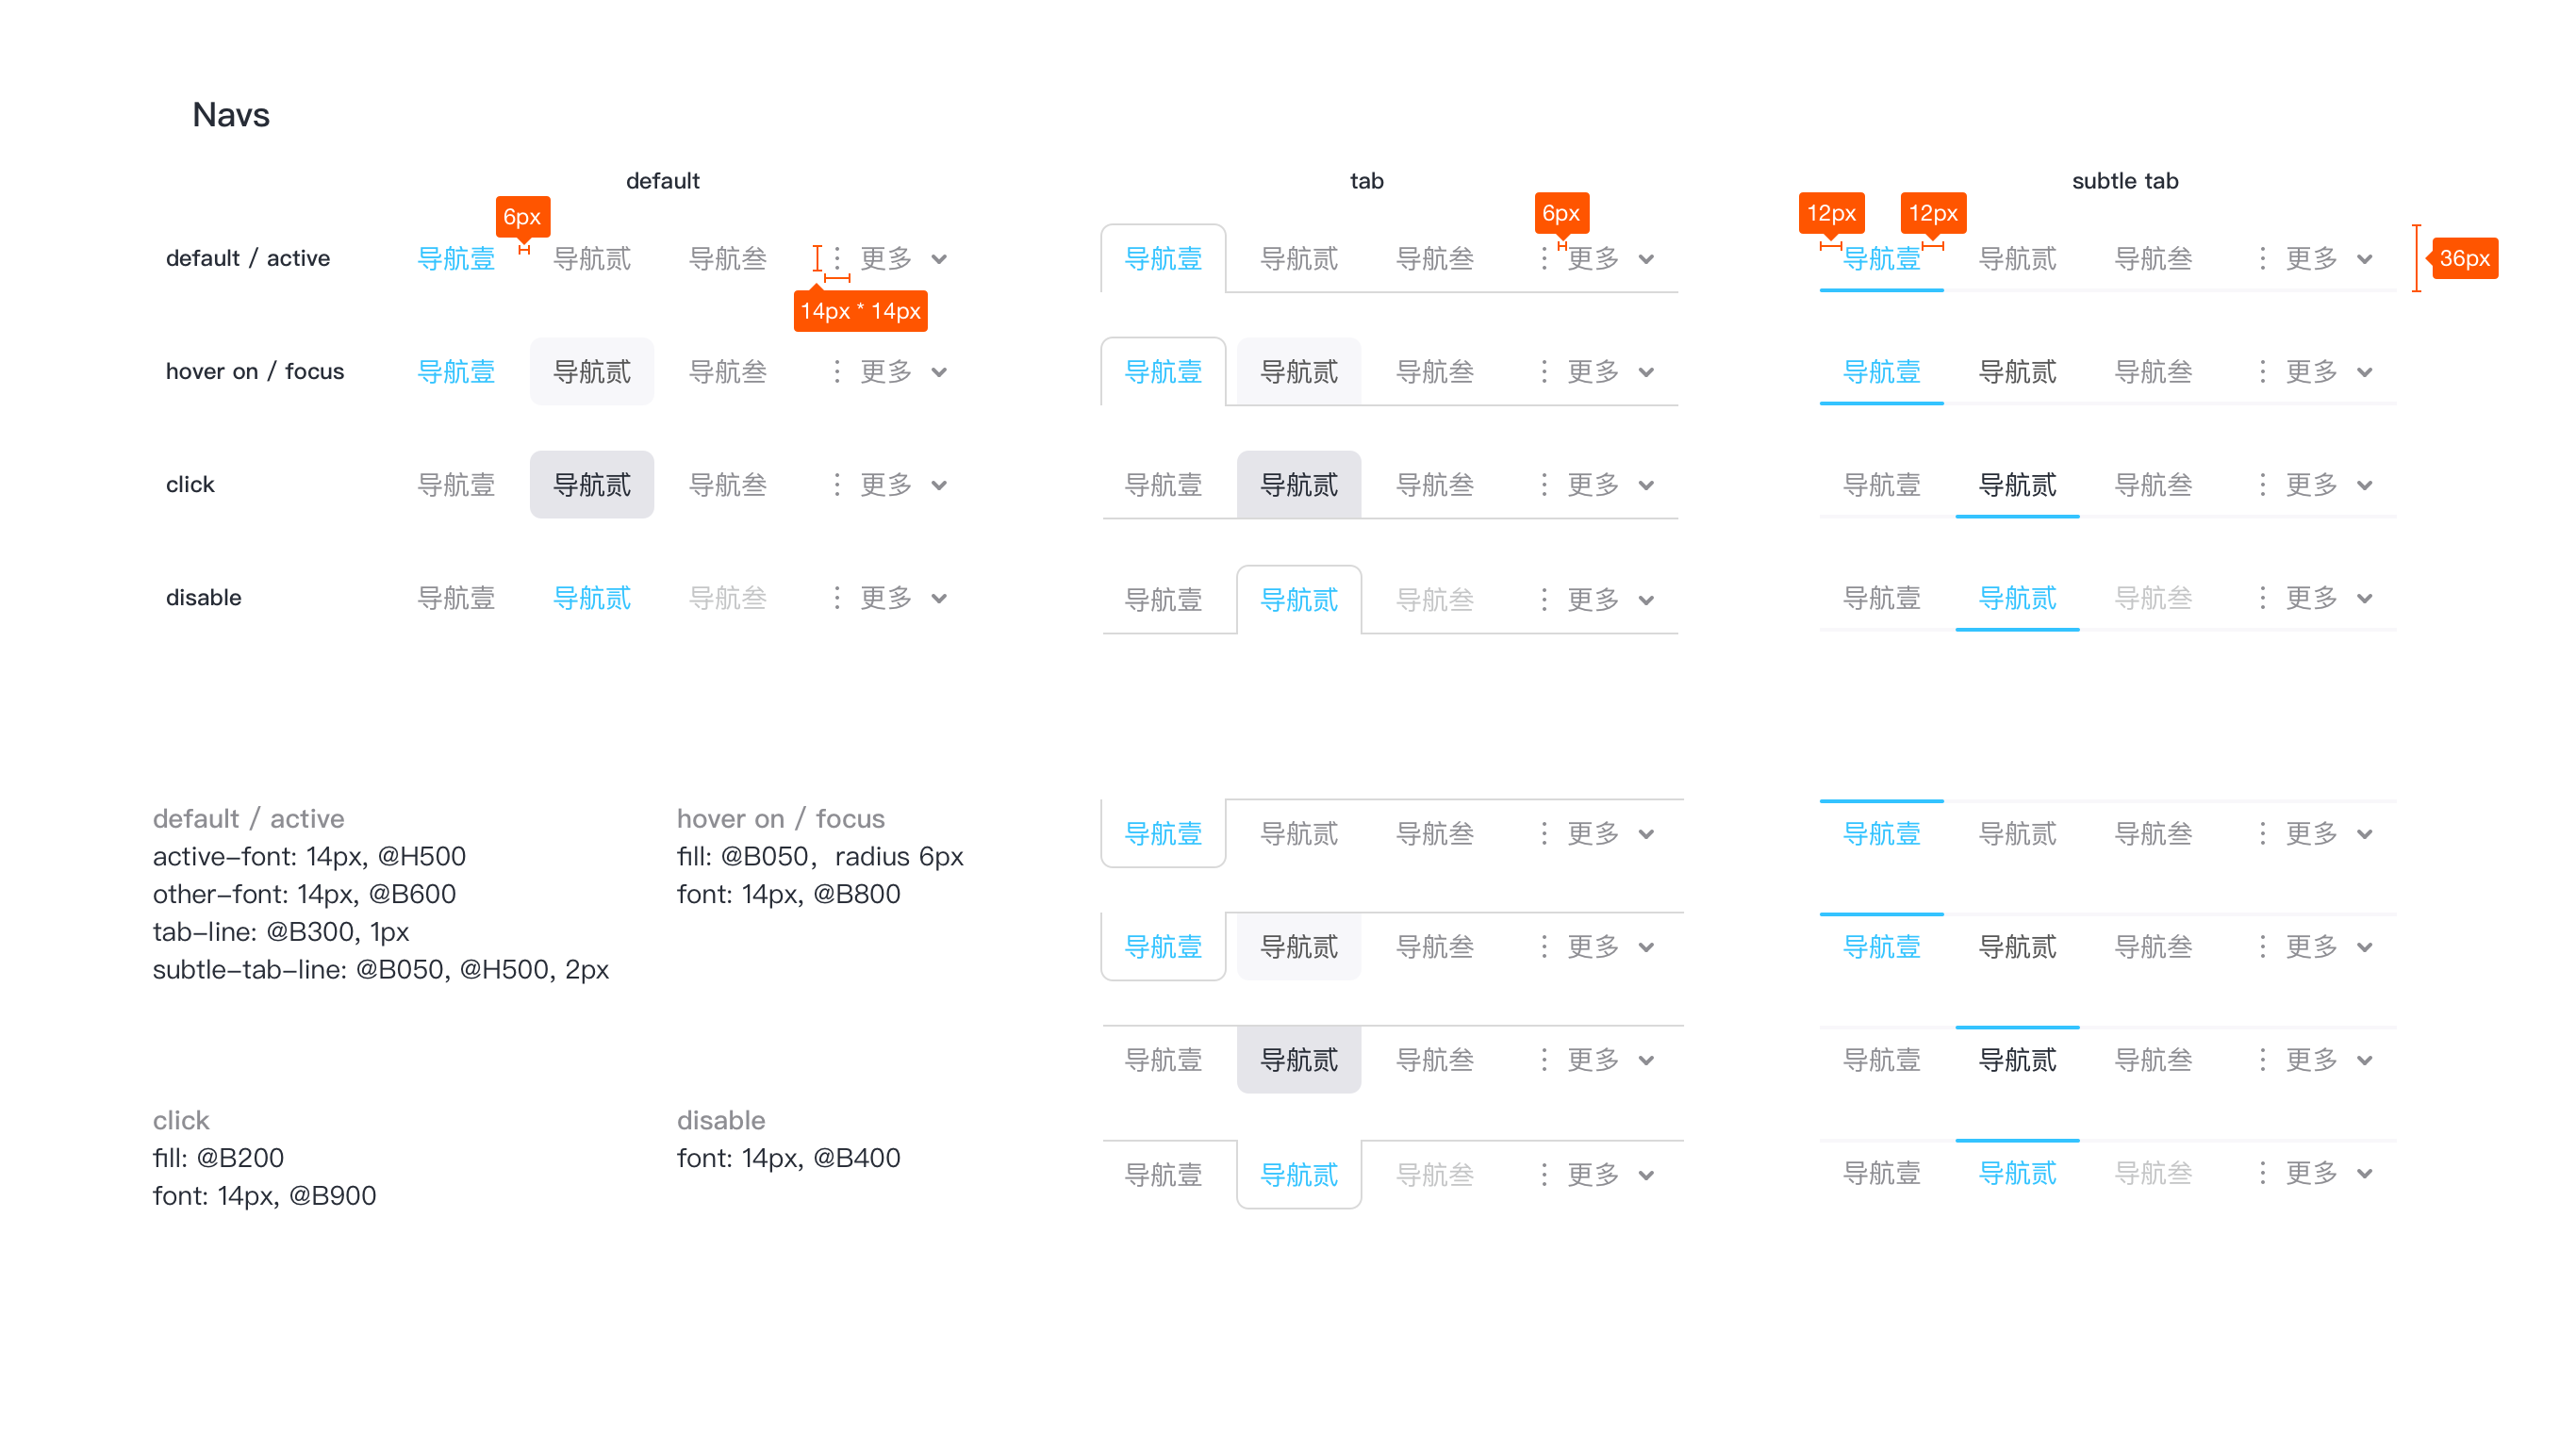 Navs
default
tab
subtle tab
6px
6px
12px
12px
default / active
导航壹
导航贰
导航叁
更多
导航壹
导航贰
导航叁
更多
导航壹
导航贰
导航叁
更多
36px
14px * 14px
hover on / focus
导航壹
导航贰
导航叁
更多
导航壹
导航贰
导航叁
更多
导航壹
导航贰
导航叁
更多
click
导航壹
导航贰
导航叁
更多
导航壹
导航贰
导航叁
更多
导航壹
导航贰
导航叁
更多
disable
导航壹
导航贰
导航叁
更多
导航壹
导航贰
导航叁
更多
导航壹
导航贰
导航叁
更多
default / active
active-font: 14px, @H500
other-font: 14px, @B600
tab-line: @B300, 1px
subtle-tab-line: @B050, @H500, 2px
hover on / focus
fill: @B050，radius 6px
font: 14px, @B800
click
fill: @B200
font: 14px, @B900
disable
font: 14px, @B400
导航壹
导航贰
导航叁
更多
导航壹
导航贰
导航叁
更多
导航壹
导航贰
导航叁
更多
导航壹
导航贰
导航叁
更多
导航壹
导航贰
导航叁
更多
导航壹
导航贰
导航叁
更多
导航壹
导航贰
导航叁
更多
导航壹
导航贰
导航叁
更多